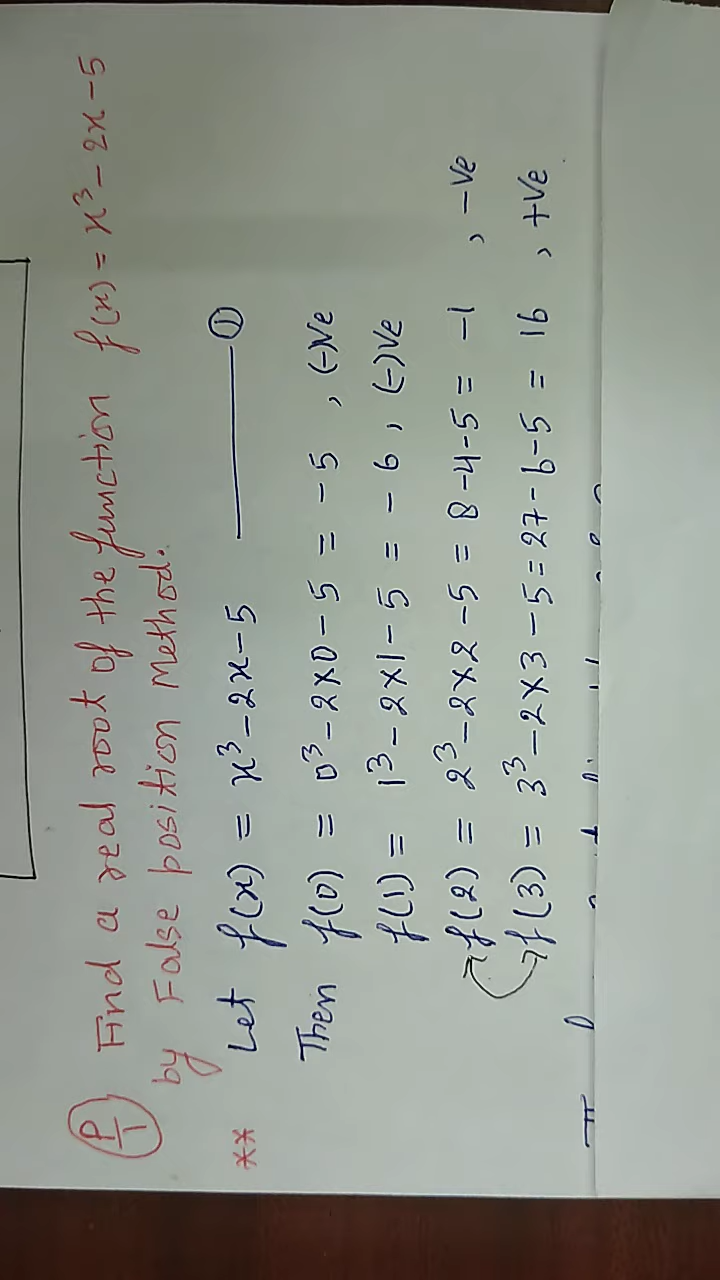 P/1 Find a real root of the function f(x) = x³ - 2x - 5
by False position Method.
** Let f(x) = x³ - 2x - 5 ——— ①
Then f(0) = 0³ - 2×0 - 5 = -5 , (-)Ve
f(1) = 1³ - 2×1 - 5 = -6 , (-)Ve
f(2) = 2³ - 2×2 - 5 = 8 - 4 - 5 = -1 , -Ve
f(3) = 3³ - 2×3 - 5 = 27 - 6 - 5 = 16 , +Ve